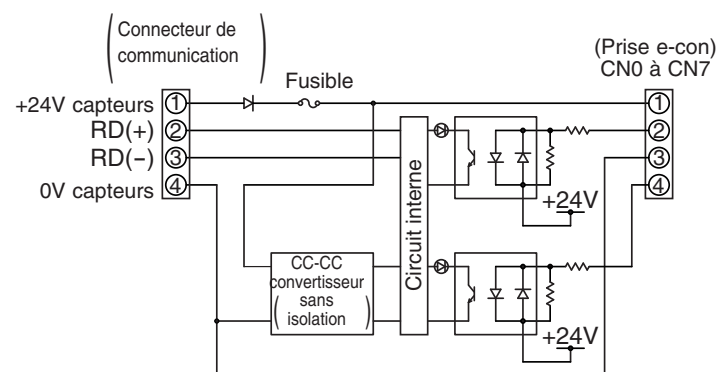 (Connecteur de
communication)
(Prise e-con)
CN0 à CN7
Fusible
+24V capteurs ①
RD(+) ②
RD(−) ③
0V capteurs ④
①
②
③
④
Circuit interne
+24V
CC-CC
convertisseur
(sans
isolation)
+24V